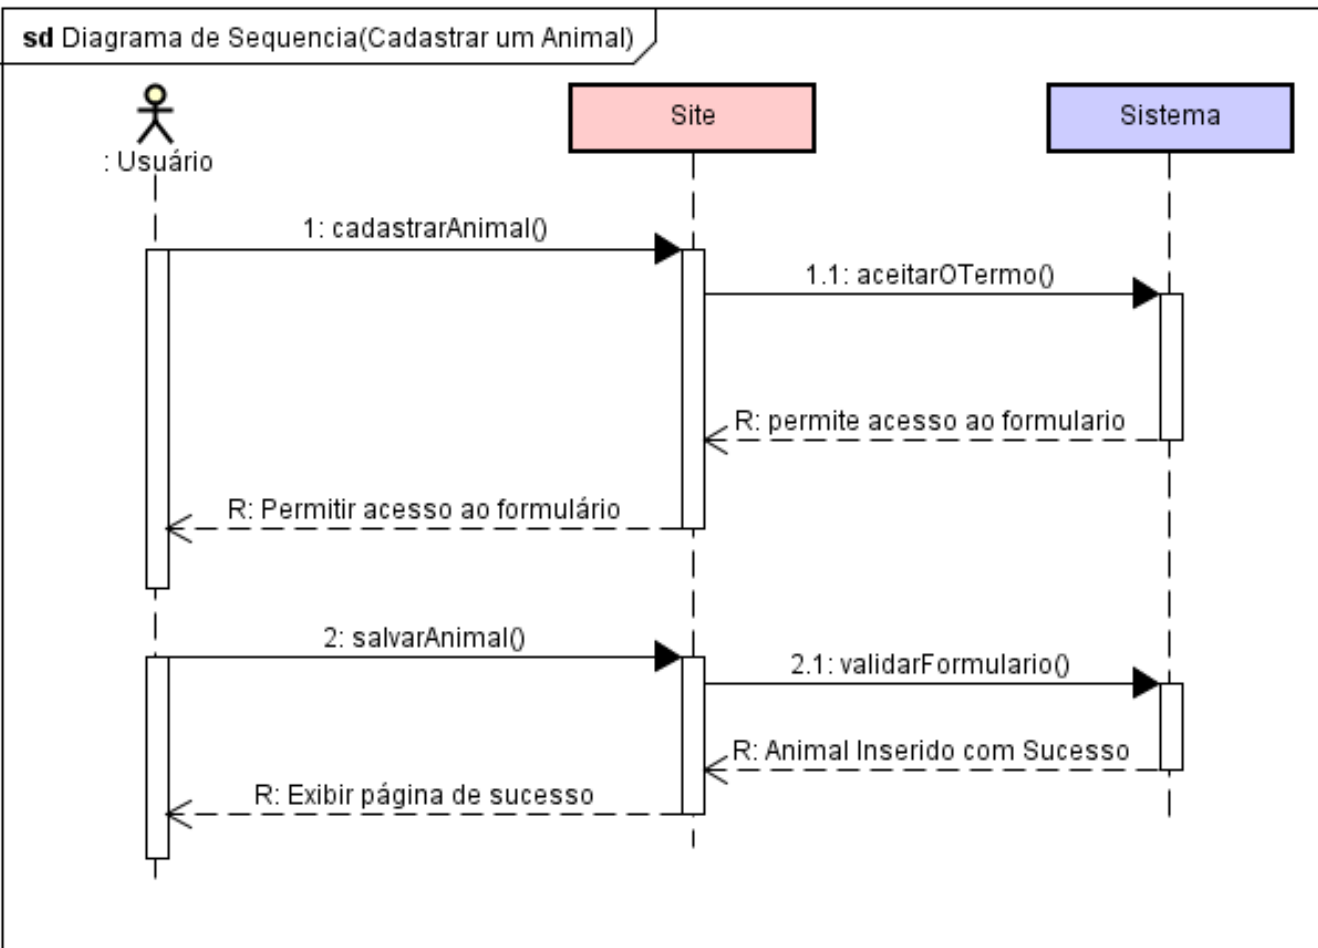 sd Diagrama de Sequencia(Cadastrar um Animal)
: Usuário
Site
Sistema
1: cadastrarAnimal()
1.1: aceitarOTermo()
R: permite acesso ao formulario
R: Permitir acesso ao formulário
2: salvarAnimal()
2.1: validarFormulario()
R: Animal Inserido com Sucesso
R: Exibir página de sucesso